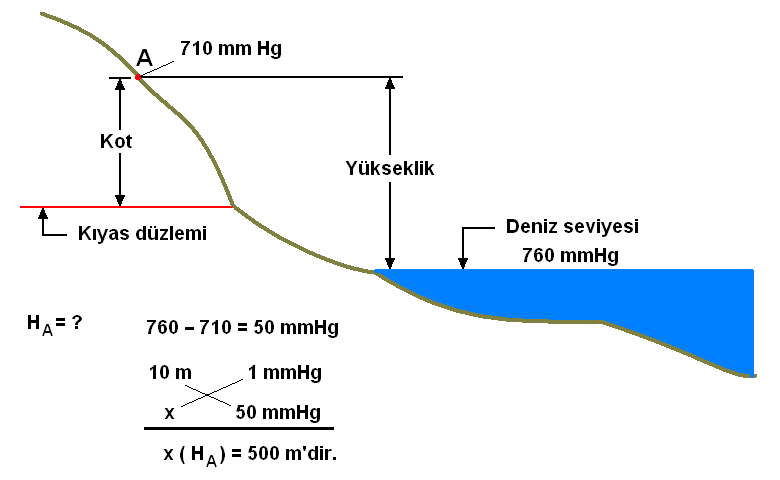 A
710 mm Hg
Kot
Yükseklik
Kıyas düzlemi
Deniz seviyesi
760 mmHg
HA = ?
760 – 710 = 50 mmHg
10 m 1 mmHg
x 50 mmHg
x ( HA ) = 500 m'dir.